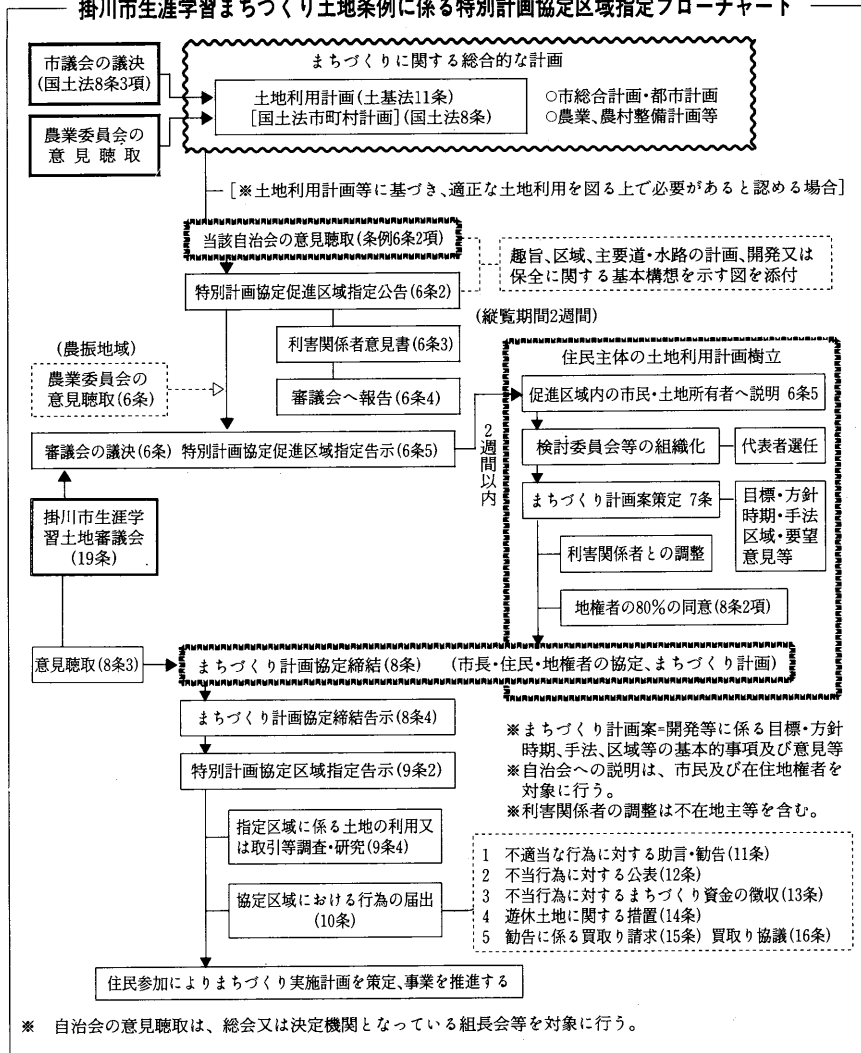 掛川市生涯学習まちづくり土地条例に係る特別計画協定区域指定フローチャート
市議会の議決
(国土法8条3項)
農業委員会の
意見聴取
まちづくりに関する総合的な計画
土地利用計画(土基法11条)
[国土法市町村計画](国土法8条)
○市総合計画・都市計画
○農業、農村整備計画等
[※土地利用計画等に基づき、適正な土地利用を図る上で必要があると認める場合]
当該自治会の意見聴取(条例6条2項)
趣旨、区域、主要道・水路の計画、開発又は
保全に関する基本構想を示す図を添付
特別計画協定促進区域指定公告(6条2)
(縦覧期間2週間)
利害関係者意見書(6条3)
審議会へ報告(6条4)
(農振地域)
農業委員会の
意見聴取(6条)
審議会の議決(6条) 特別計画協定促進区域指定告示(6条5)
2週間以内
住民主体の土地利用計画樹立
促進区域内の市民・土地所有者へ説明 6条5
検討委員会等の組織化
代表者選任
まちづくり計画案策定 7条
目標・方針
時期・手法
区域・要望
意見等
利害関係者との調整
地権者の80%の同意(8条2項)
掛川市生涯学
習土地審議会
(19条)
意見聴取(8条3)
まちづくり計画協定締結(8条) (市長・住民・地権者の協定、まちづくり計画)
まちづくり計画協定締結告示(8条4)
特別計画協定区域指定告示(9条2)
※まちづくり計画案=開発等に係る目標・方針
時期、手法、区域等の基本的事項及び意見等
※自治会への説明は、市民及び在住地権者を
対象に行う。
※利害関係者の調整は不在地主等を含む。
指定区域に係る土地の利用又
は取引等調査・研究(9条4)
協定区域における行為の届出
(10条)
1 不適当な行為に対する助言・勧告(11条)
2 不当行為に対する公表(12条)
3 不当行為に対するまちづくり資金の徴収(13条)
4 遊休土地に関する措置(14条)
5 勧告に係る買取り請求(15条) 買取り協議(16条)
住民参加によりまちづくり実施計画を策定、事業を推進する
※ 自治会の意見聴取は、総会又は決定機関となっている組長会等を対象に行う。